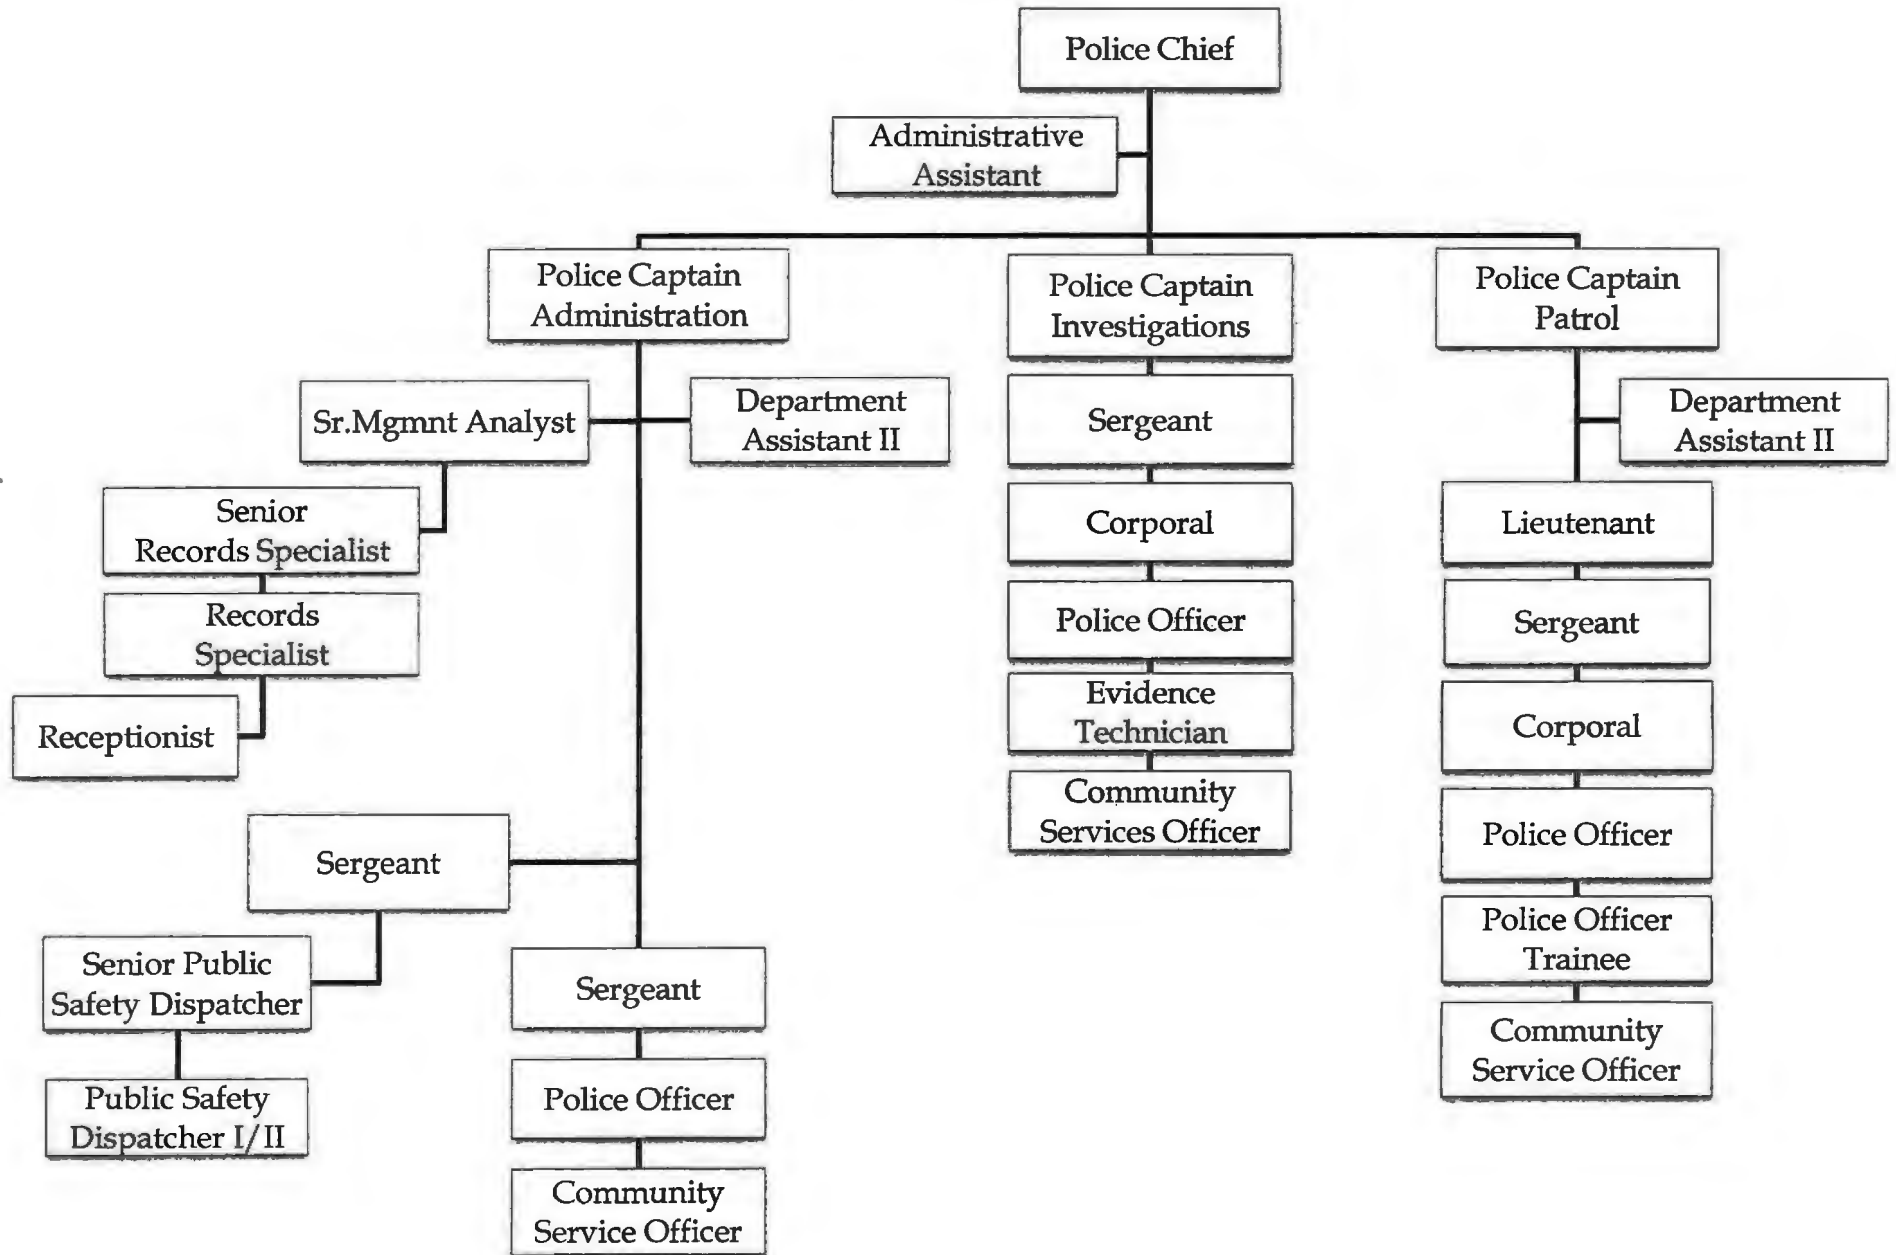 Police Chief
Administrative
Assistant
Police Captain
Administration
Police Captain
Investigations
Police Captain
Patrol
Sr.Mgmnt Analyst
Department
Assistant II
Sergeant
Department
Assistant II
Senior
Records Specialist
Corporal
Lieutenant
Records
Specialist
Police Officer
Sergeant
Receptionist
Evidence
Technician
Corporal
Community
Services Officer
Police Officer
Sergeant
Police Officer
Trainee
Senior Public
Safety Dispatcher
Sergeant
Community
Service Officer
Public Safety
Dispatcher I/II
Police Officer
Community
Service Officer